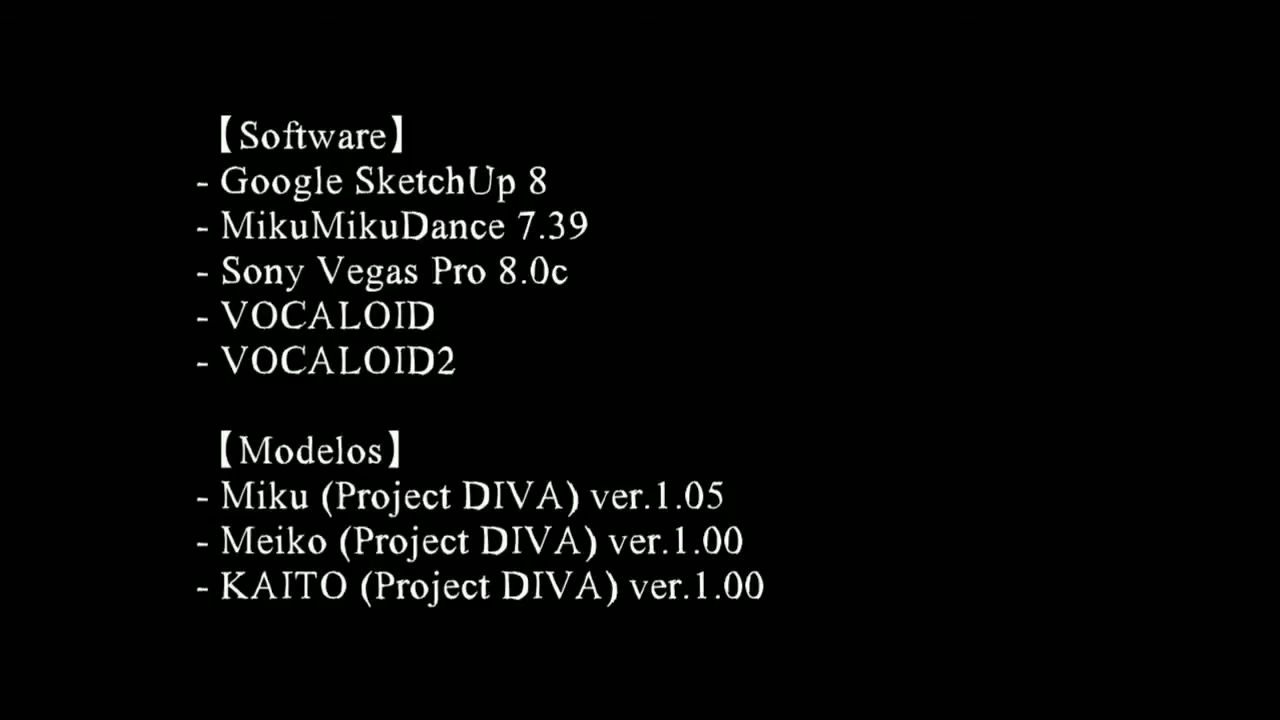 【Software】
- Google SketchUp 8
- MikuMikuDance 7.39
- Sony Vegas Pro 8.0c
- VOCALOID
- VOCALOID2
【Modelos】
- Miku (Project DIVA) ver.1.05
- Meiko (Project DIVA) ver.1.00
- KAITO (Project DIVA) ver.1.00